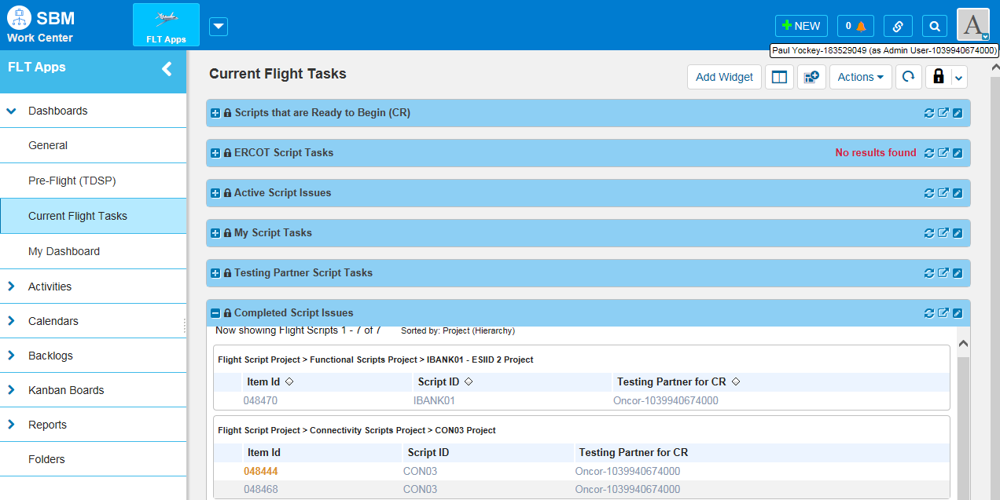 SBM
Work Center
FLT Apps
NEW
0
A
Paul Yockey-183529049 (as Admin User-1039940674000)
FLT Apps
Dashboards
General
Pre-Flight (TDSP)
Current Flight Tasks
My Dashboard
Activities
Calendars
Backlogs
Kanban Boards
Reports
Folders
Current Flight Tasks
Add Widget
Actions
Scripts that are Ready to Begin (CR)
ERCOT Script Tasks No results found
Active Script Issues
My Script Tasks
Testing Partner Script Tasks
Completed Script Issues
Now showing Flight Scripts 1 - 7 of 7 Sorted by: Project (Hierarchy)
Flight Script Project > Functional Scripts Project > IBANK01 - ESIID 2 Project
Item Id Script ID Testing Partner for CR
048470 IBANK01 Oncor-1039940674000
Flight Script Project > Connectivity Scripts Project > CON03 Project
Item Id Script ID Testing Partner for CR
048444 CON03 Oncor-1039940674000
048468 CON03 Oncor-1039940674000